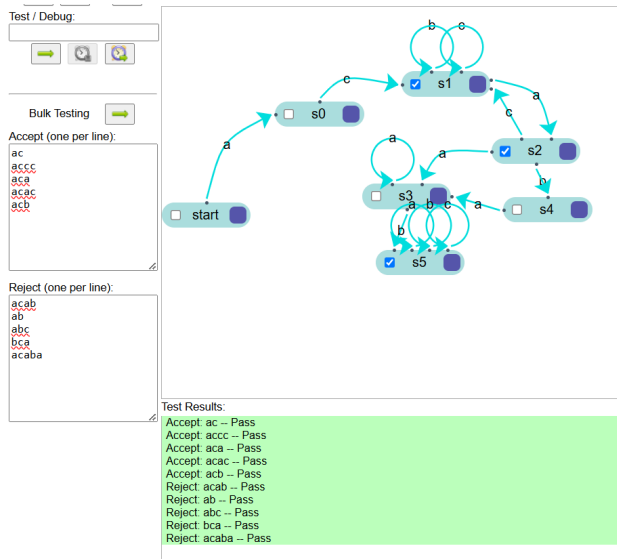 Test / Debug:
Bulk Testing
Accept (one per line):
ac
accc
aca
acac
acb
Reject (one per line):
acab
ab
abc
bca
acaba
b c
s1
c
a
s0
c
s2
a
a
b
a
s3
a
s4
start
a b c
b
s5
Test Results:
Accept: ac -- Pass
Accept: accc -- Pass
Accept: aca -- Pass
Accept: acac -- Pass
Accept: acb -- Pass
Reject: acab -- Pass
Reject: ab -- Pass
Reject: abc -- Pass
Reject: bca -- Pass
Reject: acaba -- Pass